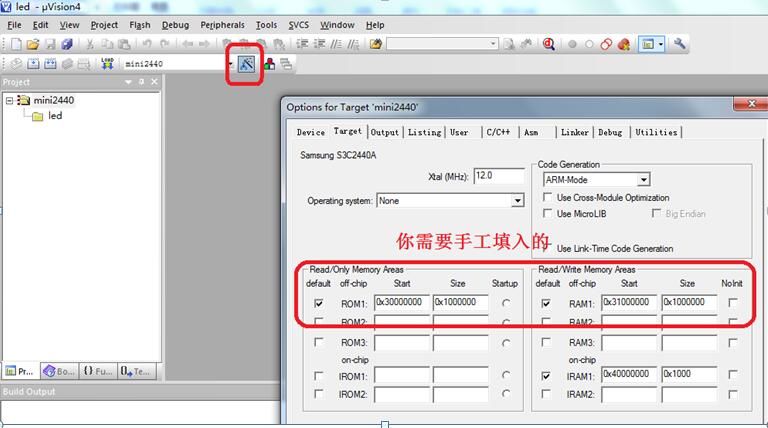 led - µVision4
File Edit View Project Flash Debug Peripherals Tools SVCS Window Help
LOAD mini2440
Project
mini2440
led
Options for Target 'mini2440'
Device Target Output Listing User C/C++ Asm Linker Debug Utilities
Samsung S3C2440A
Xtal (MHz): 12.0
Operating system: None
Code Generation
ARM-Mode
Use Cross-Module Optimization
Use MicroLIB Big Endian
你需要手工填入的
Use Link-Time Code Generation
Read/Only Memory Areas
default off-chip Start Size Startup
ROM1: 0x30000000 0x1000000
ROM2:
ROM3:
on-chip
IROM1:
IROM2:
Read/Write Memory Areas
default off-chip Start Size NoInit
RAM1: 0x31000000 0x1000000
RAM2:
RAM3:
on-chip
IRAM1: 0x40000000 0x1000
IRAM2:
Pr... Bo... {} Fu... Te...
Build Output